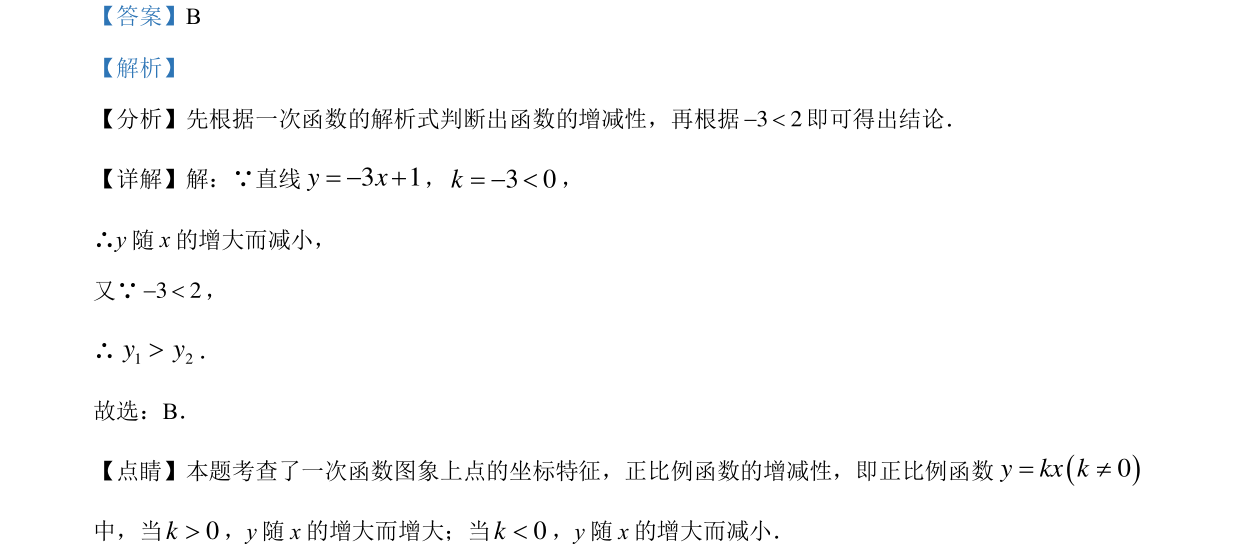 【答案】B
【解析】
【分析】先根据一次函数的解析式判断出函数的增减性，再根据 −3 < 2 即可得出结论．
【详解】解：∵直线 y = −3x + 1，k = −3 < 0，
∴y 随 x 的增大而减小，
又∵ −3 < 2，
∴ y₁ > y₂．
故选：B．
【点睛】本题考查了一次函数图象上点的坐标特征，正比例函数的增减性，即正比例函数 y = kx(k ≠ 0)
中，当 k > 0，y 随 x 的增大而增大；当 k < 0，y 随 x 的增大而减小．